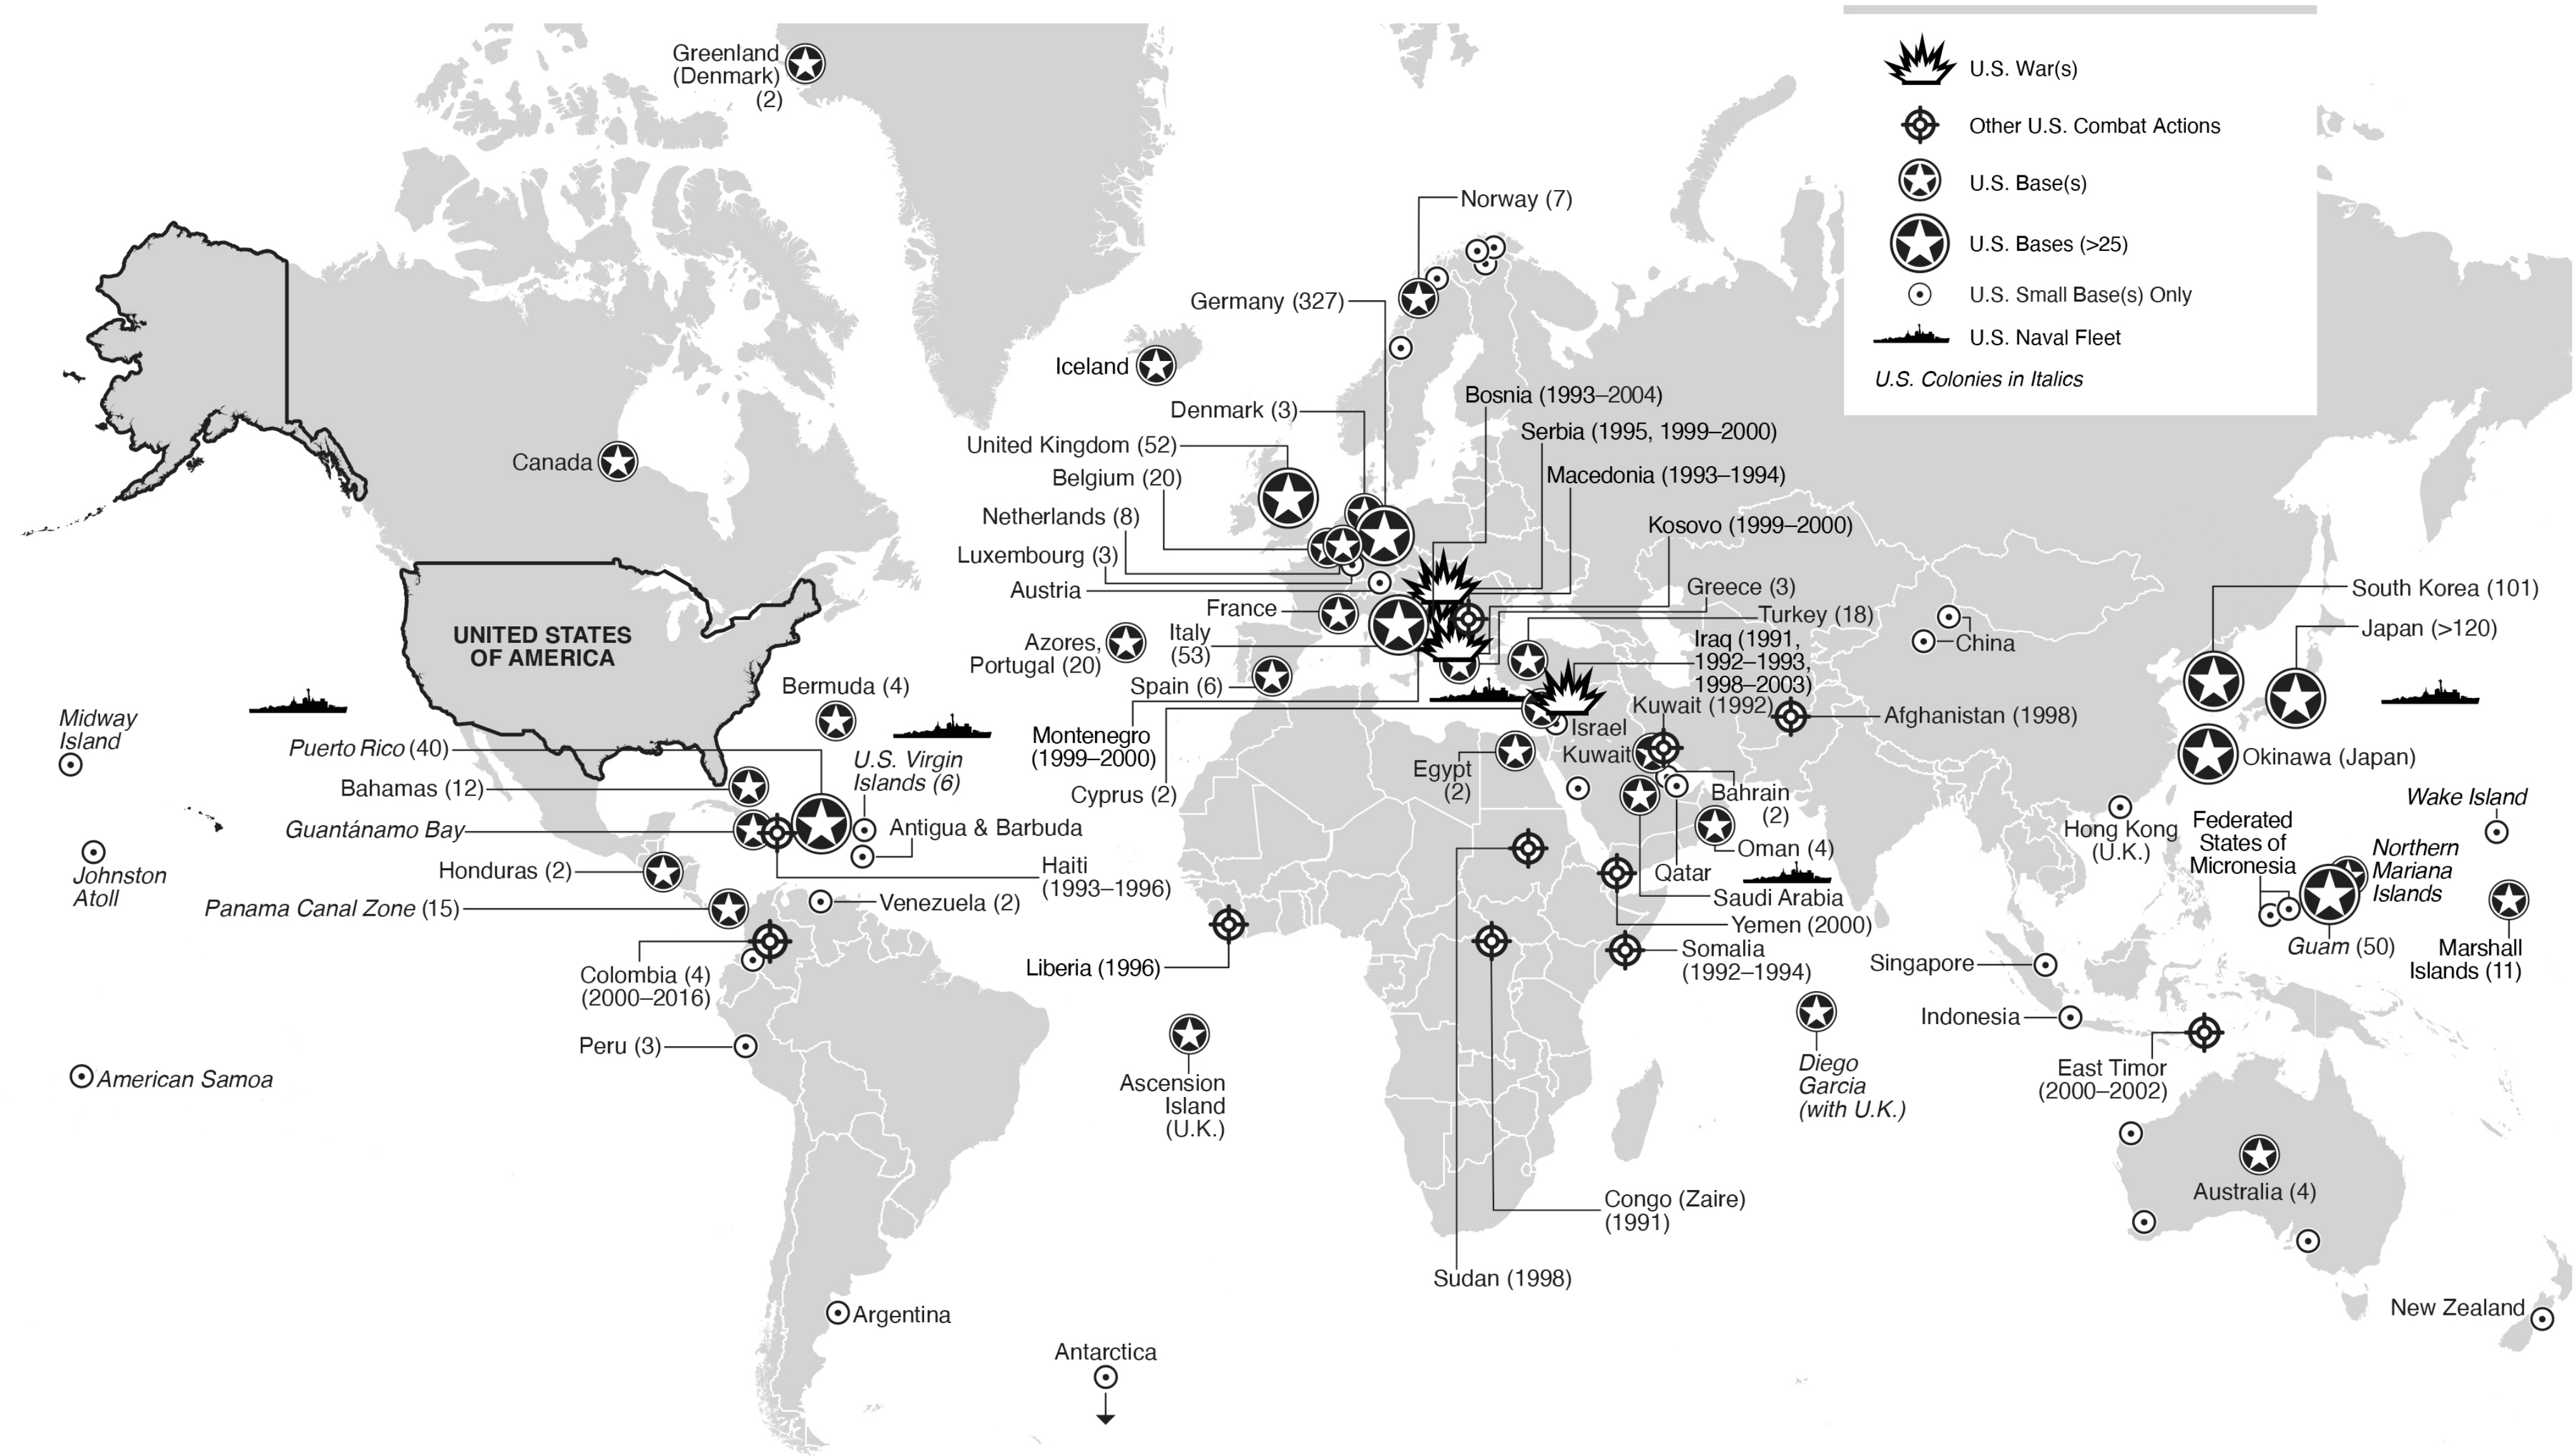 U.S. War(s)
Other U.S. Combat Actions
U.S. Base(s)
U.S. Bases (>25)
U.S. Small Base(s) Only
U.S. Naval Fleet
U.S. Colonies in Italics
Greenland
(Denmark)
(2)
Norway (7)
Germany (327)
Iceland
Denmark (3)
Bosnia (1993–2004)
United Kingdom (52)
Serbia (1995, 1999–2000)
Belgium (20)
Macedonia (1993–1994)
Canada
Netherlands (8)
Kosovo (1999–2000)
Luxembourg (3)
Austria
Greece (3)
South Korea (101)
France
Turkey (18)
Japan (>120)
UNITED STATES
OF AMERICA
Azores,
Portugal (20)
Italy
(53)
Iraq (1991,
1992–1993,
1998–2003)
China
Spain (6)
Bermuda (4)
Kuwait (1992)
Afghanistan (1998)
Midway
Island
Israel
Montenegro
(1999–2000)
Puerto Rico (40)
U.S. Virgin
Islands (6)
Kuwait
Okinawa (Japan)
Egypt
(2)
Bahamas (12)
Cyprus (2)
Bahrain
(2)
Wake Island
Guantánamo Bay
Antigua & Barbuda
Hong Kong
(U.K.)
Federated
States of
Micronesia
Northern
Mariana
Islands
Johnston
Atoll
Honduras (2)
Haiti
(1993–1996)
Oman (4)
Qatar
Saudi Arabia
Panama Canal Zone (15)
Venezuela (2)
Yemen (2000)
Guam (50)
Marshall
Islands (11)
Colombia (4)
(2000–2016)
Liberia (1996)
Somalia
(1992–1994)
Singapore
Indonesia
Peru (3)
American Samoa
Ascension
Island
(U.K.)
Diego
Garcia
(with U.K.)
East Timor
(2000–2002)
Congo (Zaire)
(1991)
Australia (4)
Sudan (1998)
Argentina
New Zealand
Antarctica